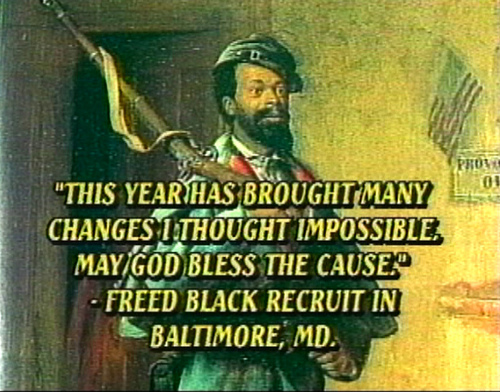 PROVO
O
"THIS YEAR HAS BROUGHT MANY
CHANGES I THOUGHT IMPOSSIBLE.
MAY GOD BLESS THE CAUSE."
- FREED BLACK RECRUIT IN
BALTIMORE, MD.